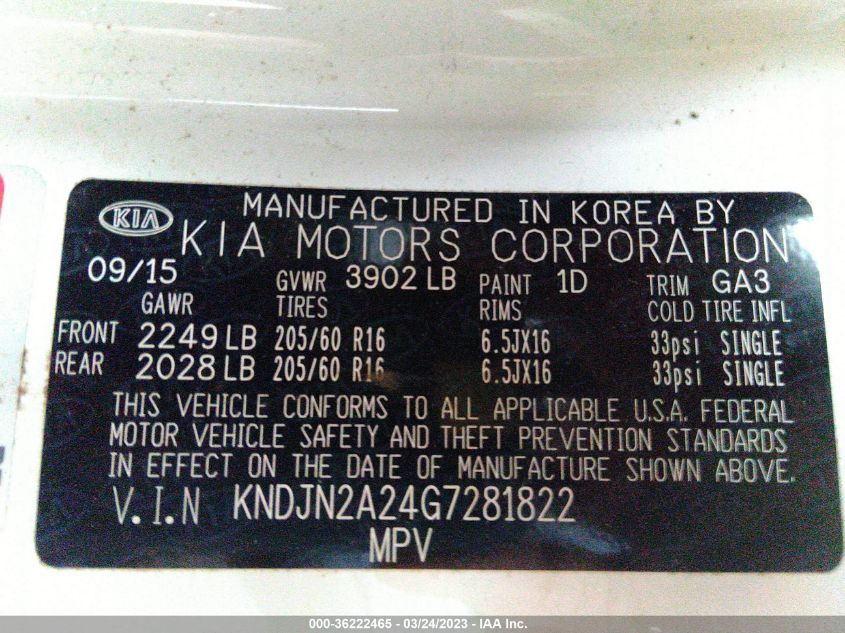 KIA MANUFACTURED IN KOREA BY
KIA MOTORS CORPORATION
09/15 GVWR 3902 LB PAINT 1D TRIM GA3
GAWR TIRES RIMS COLD TIRE INFL
FRONT 2249 LB 205/60 R16 6.5JX16 33psi SINGLE
REAR 2028 LB 205/60 R16 6.5JX16 33psi SINGLE
THIS VEHICLE CONFORMS TO ALL APPLICABLE U.S.A. FEDERAL
MOTOR VEHICLE SAFETY AND THEFT PREVENTION STANDARDS
IN EFFECT ON THE DATE OF MANUFACTURE SHOWN ABOVE.
V.I.N KNDJN2A24G7281822
MPV
000-36222465 - 03/24/2023 - IAA Inc.